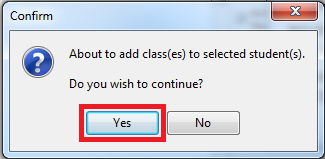 Confirm
About to add class(es) to selected student(s).
Do you wish to continue?
Yes
No